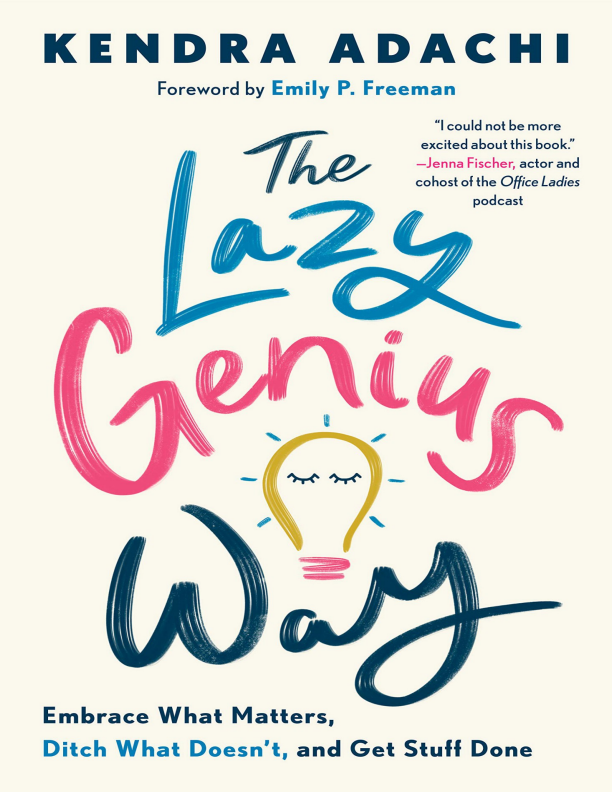 KENDRA ADACHI
Foreword by Emily P. Freeman
“I could not be more
excited about this book.”
—Jenna Fischer, actor and
cohost of the Office Ladies
podcast
The
Lazy
Genius
Way
Embrace What Matters,
Ditch What Doesn’t, and Get Stuff Done